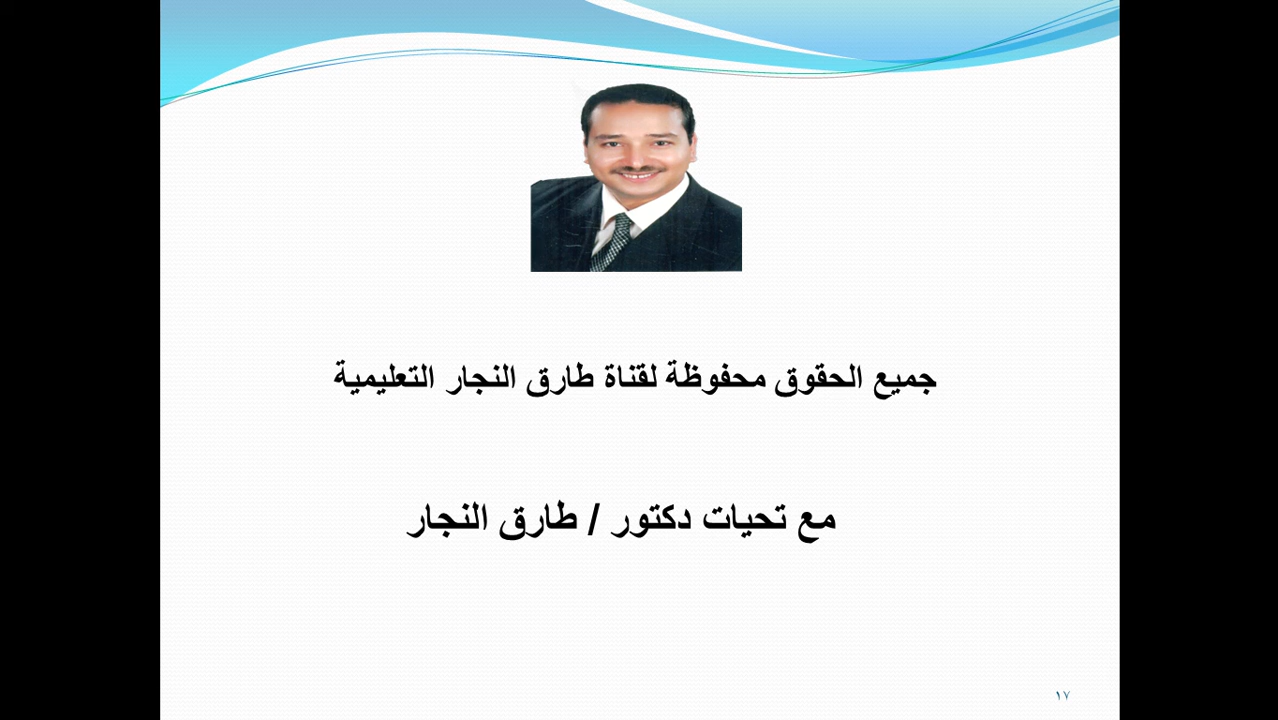 جميع الحقوق محفوظة لقناة طارق النجار التعليمية
مع تحيات دكتور / طارق النجار
١٧